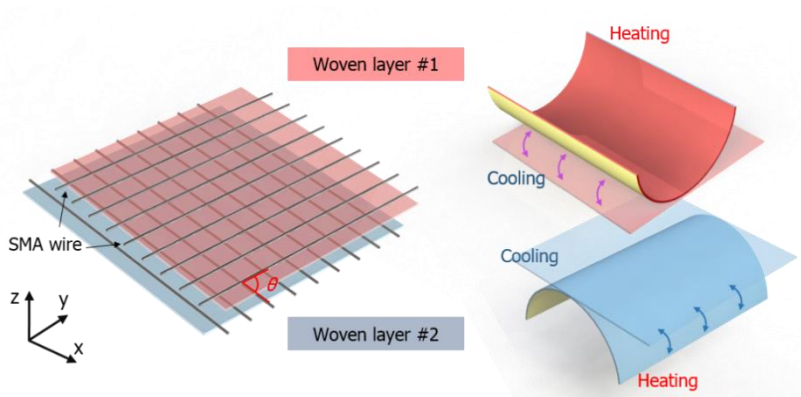 Heating
Woven layer #1
Cooling
SMA wire
Cooling
θ
z
y
x
Woven layer #2
Heating